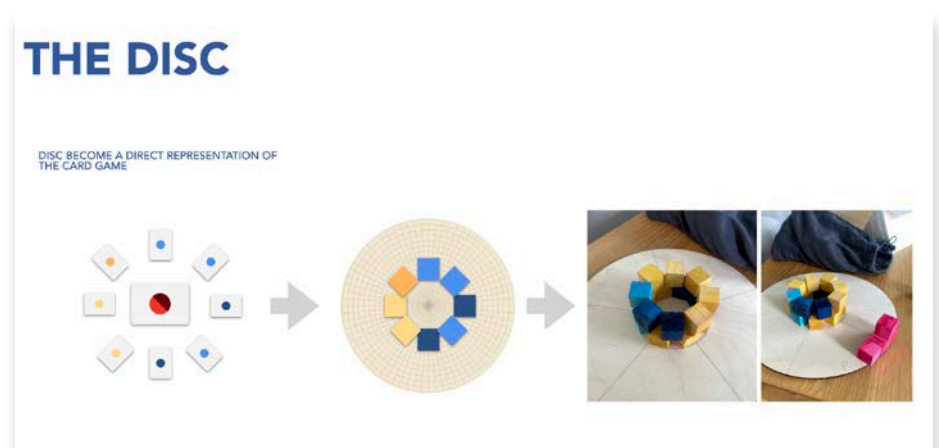 THE DISC
DISC BECOME A DIRECT REPRESENTATION OF
THE CARD GAME